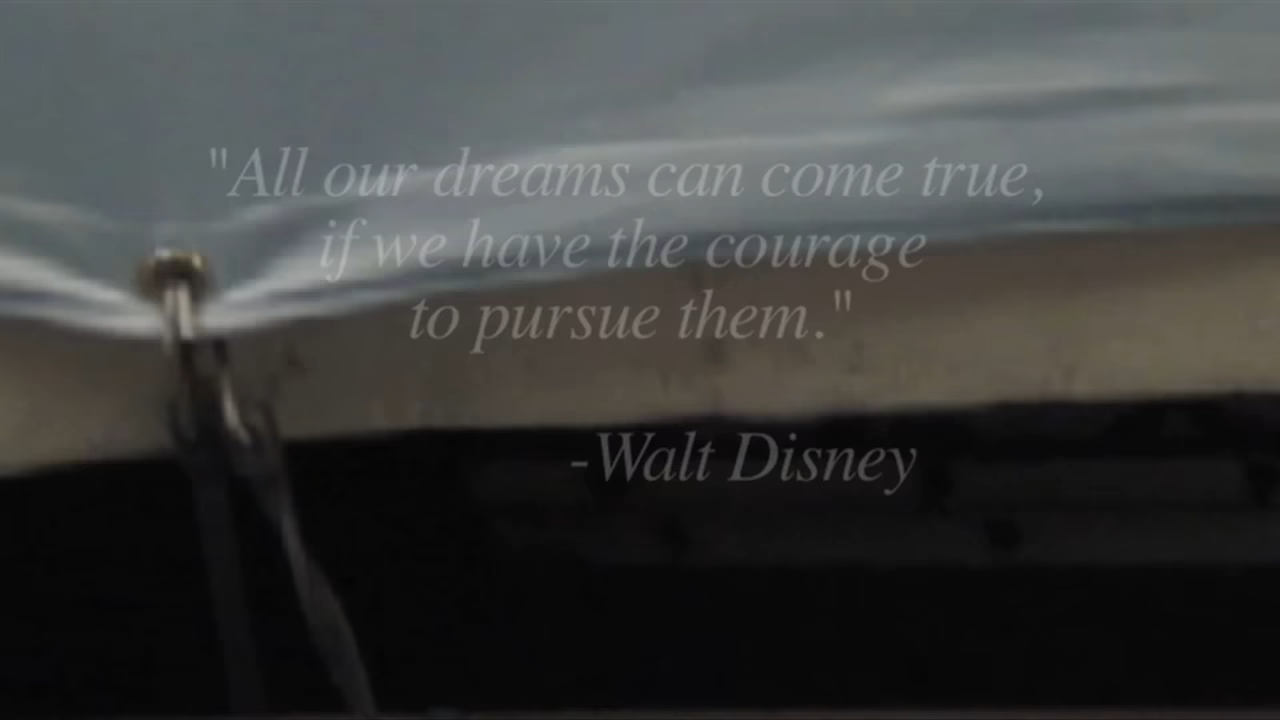 "All our dreams can come true,
if we have the courage
to pursue them."
-Walt Disney